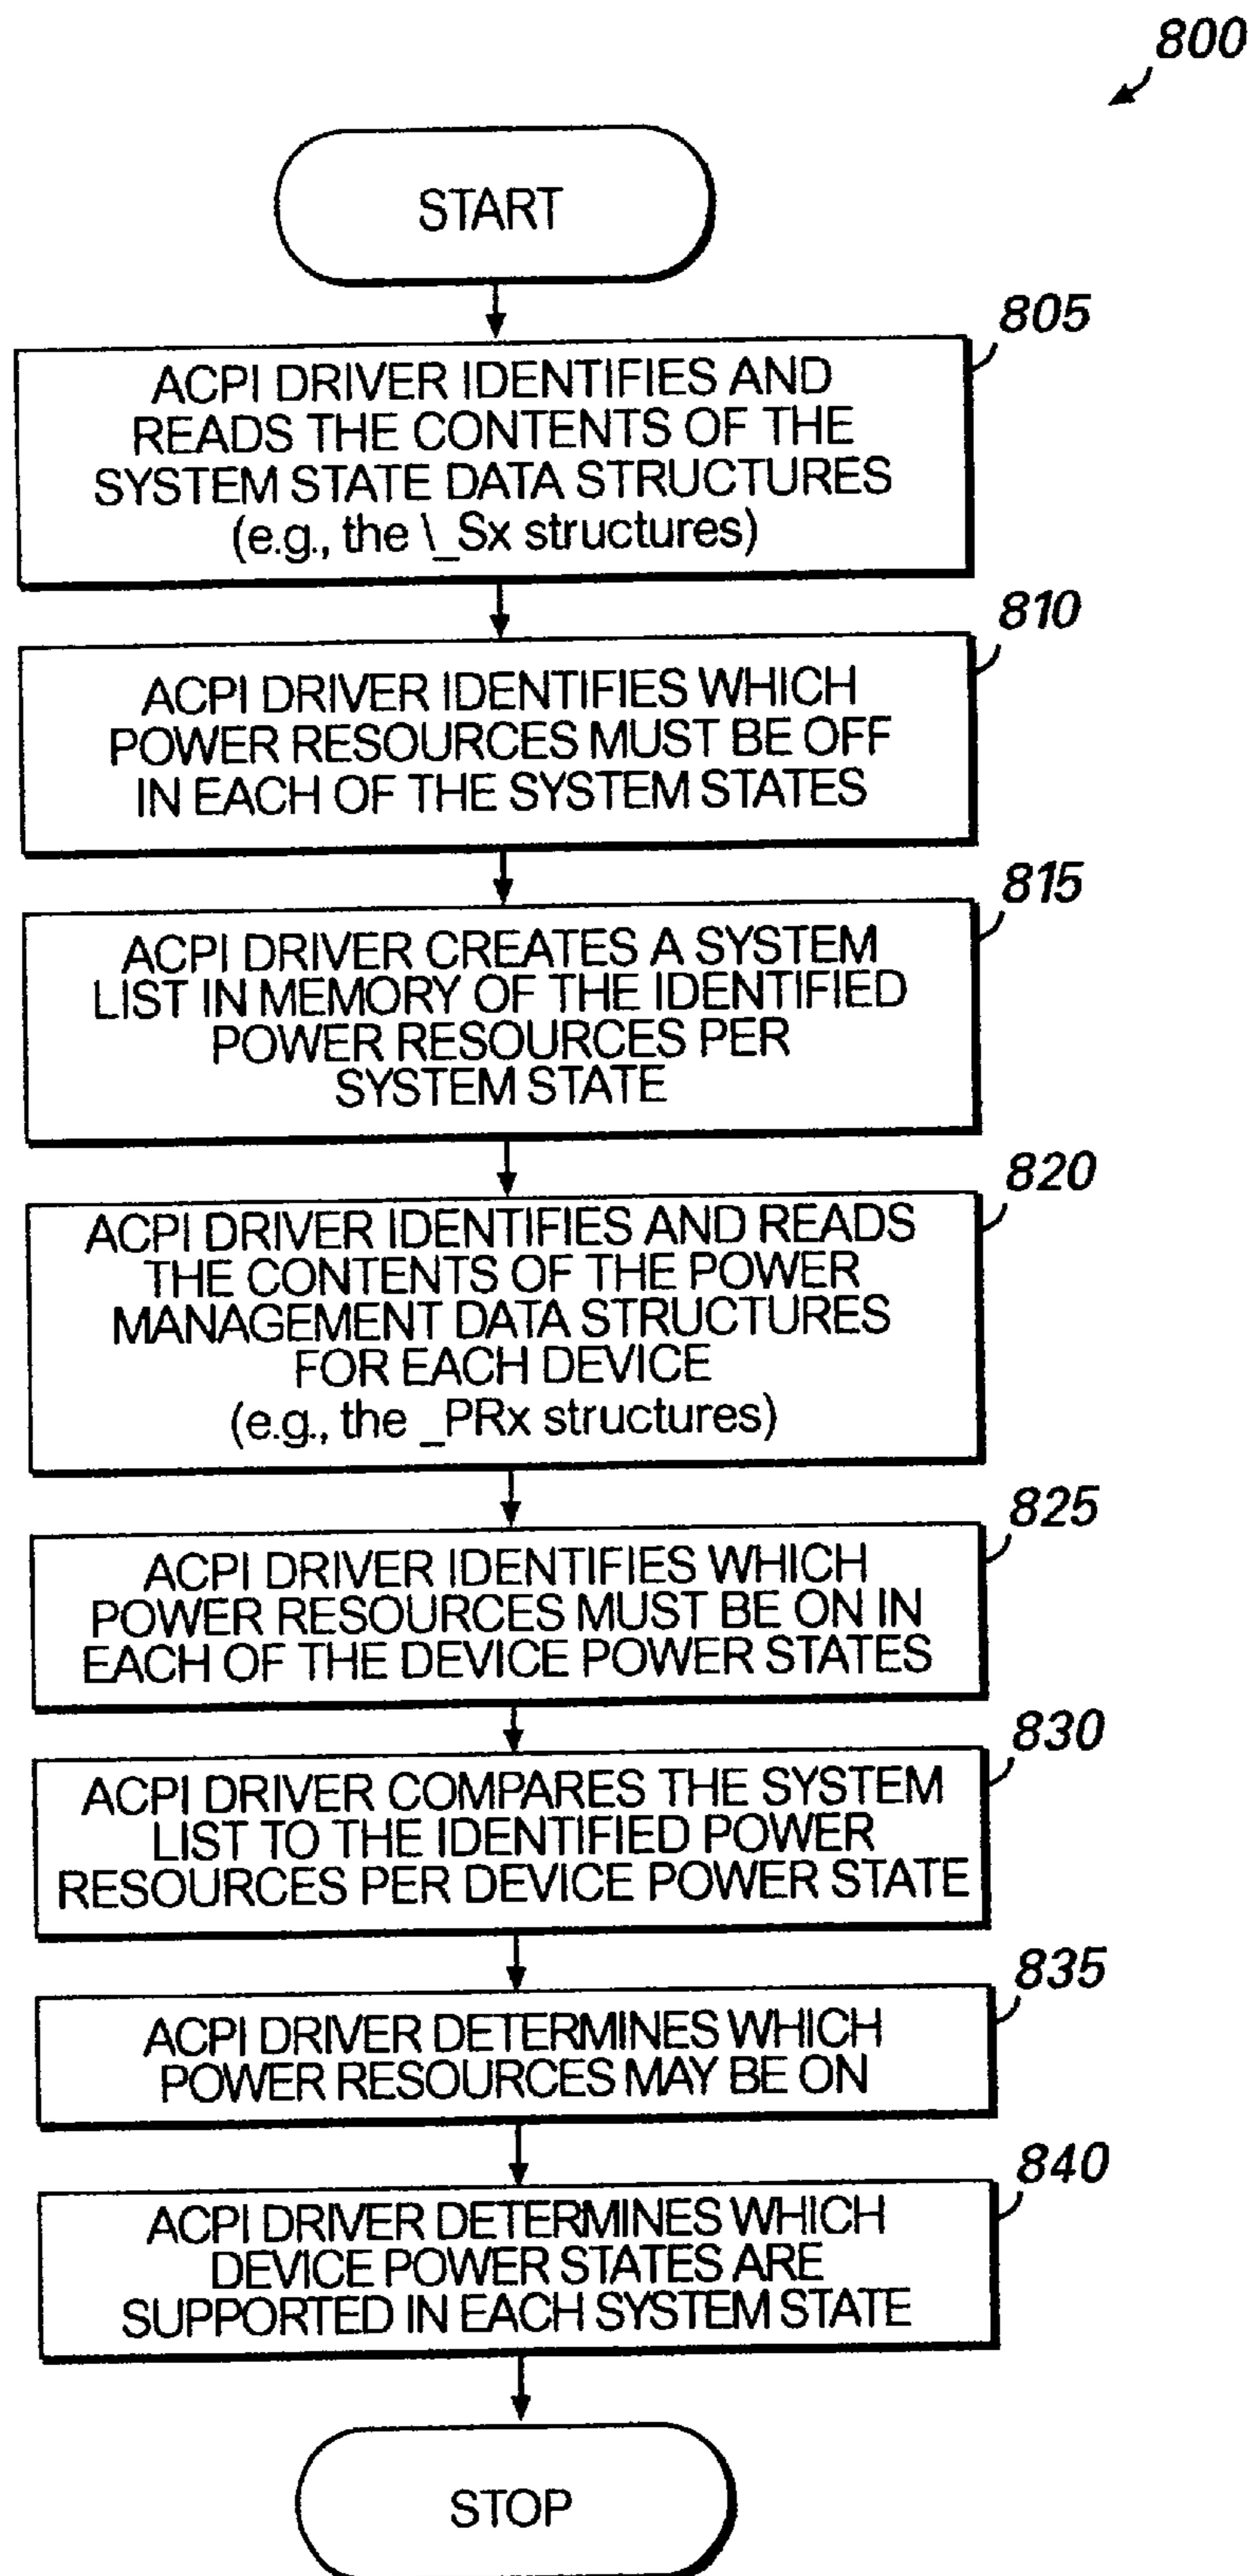 800
START
805
ACPI DRIVER IDENTIFIES AND
READS THE CONTENTS OF THE
SYSTEM STATE DATA STRUCTURES
(e.g., the \_Sx structures)
810
ACPI DRIVER IDENTIFIES WHICH
POWER RESOURCES MUST BE OFF
IN EACH OF THE SYSTEM STATES
815
ACPI DRIVER CREATES A SYSTEM
LIST IN MEMORY OF THE IDENTIFIED
POWER RESOURCES PER
SYSTEM STATE
820
ACPI DRIVER IDENTIFIES AND READS
THE CONTENTS OF THE POWER
MANAGEMENT DATA STRUCTURES
FOR EACH DEVICE
(e.g., the _PRx structures)
825
ACPI DRIVER IDENTIFIES WHICH
POWER RESOURCES MUST BE ON IN
EACH OF THE DEVICE POWER STATES
830
ACPI DRIVER COMPARES THE SYSTEM
LIST TO THE IDENTIFIED POWER
RESOURCES PER DEVICE POWER STATE
835
ACPI DRIVER DETERMINES WHICH
POWER RESOURCES MAY BE ON
840
ACPI DRIVER DETERMINES WHICH
DEVICE POWER STATES ARE
SUPPORTED IN EACH SYSTEM STATE
STOP